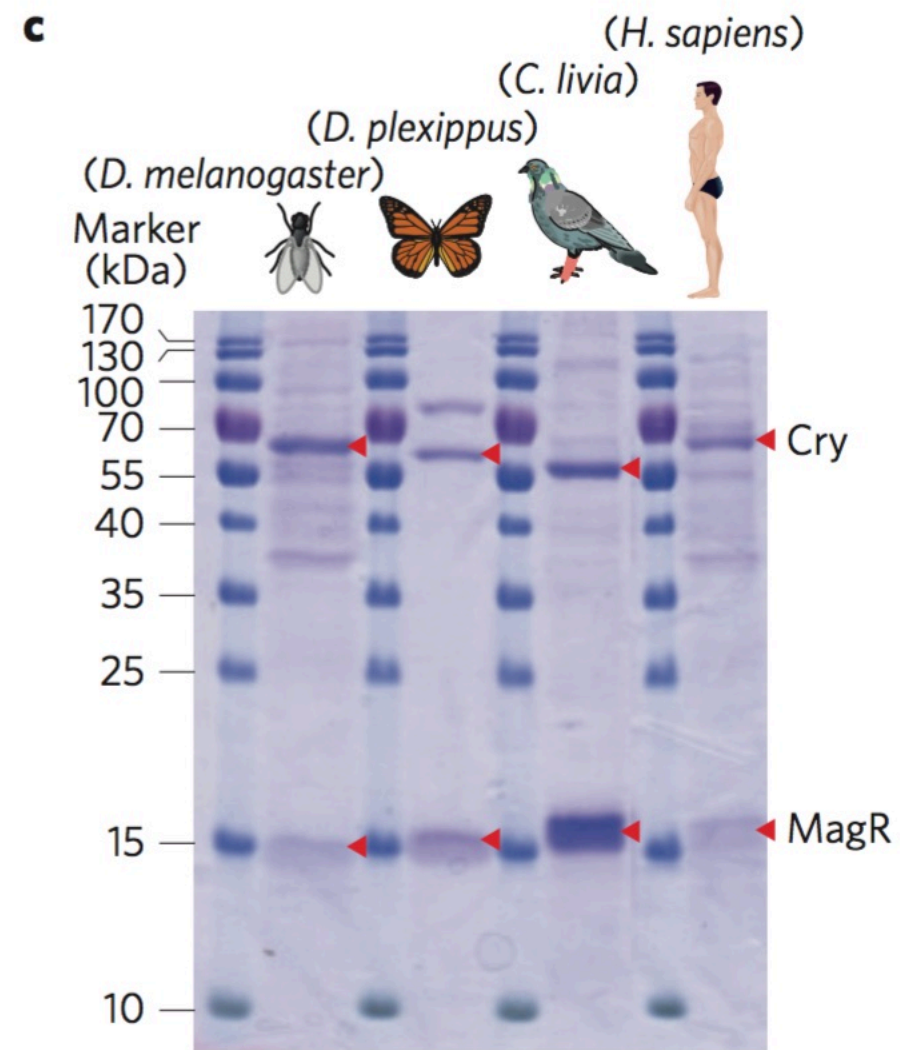 c
(H. sapiens)
(C. livia)
(D. plexippus)
(D. melanogaster)
Marker
(kDa)
170
130
100
70
55
40
35
25
15
10
Cry
MagR